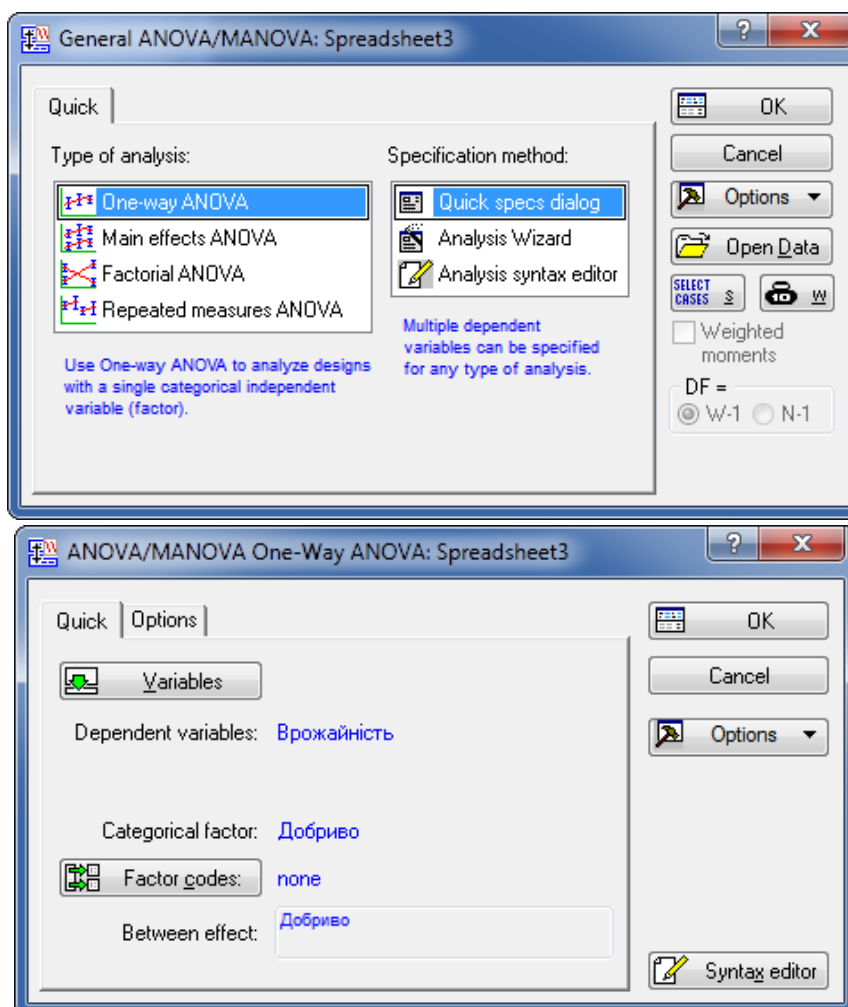 General ANOVA/MANOVA: Spreadsheet3
?
X
Quick
Type of analysis:
One-way ANOVA
Main effects ANOVA
Factorial ANOVA
Repeated measures ANOVA
Use One-way ANOVA to analyze designs
with a single categorical independent
variable (factor).
Specification method:
Quick specs dialog
Analysis Wizard
Analysis syntax editor
Multiple dependent
variables can be specified
for any type of analysis.
OK
Cancel
Options
Open Data
SELECT
CASES
S
W
Weighted
moments
DF =
W-1 N-1
ANOVA/MANOVA One-Way ANOVA: Spreadsheet3
?
X
Quick Options
Variables
Dependent variables: Врожайність
Categorical factor: Добриво
Factor codes: none
Between effect: Добриво
OK
Cancel
Options
Syntax editor